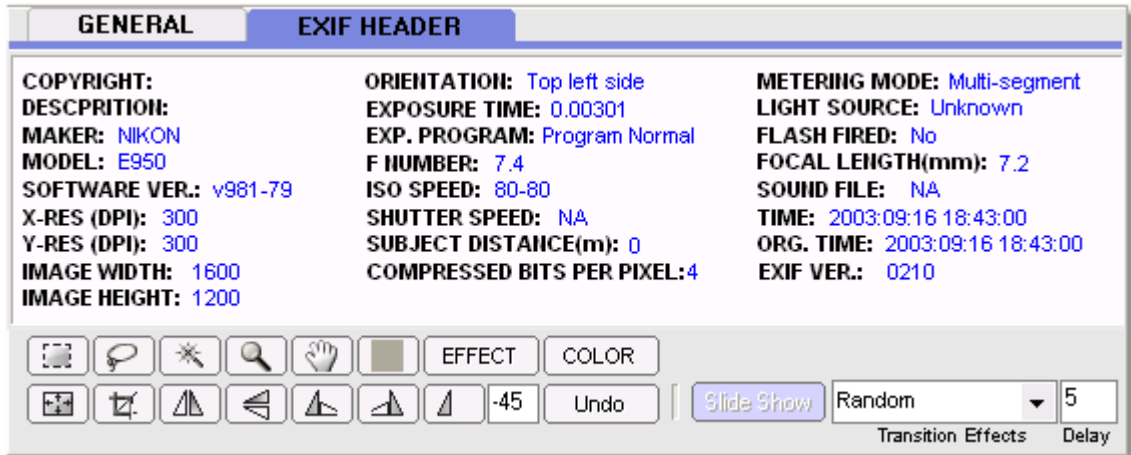 GENERAL
EXIF HEADER
COPYRIGHT:
DESCPRITION:
MAKER: NIKON
MODEL: E950
SOFTWARE VER.: v981-79
X-RES (DPI): 300
Y-RES (DPI): 300
IMAGE WIDTH: 1600
IMAGE HEIGHT: 1200
ORIENTATION: Top left side
EXPOSURE TIME: 0.00301
EXP. PROGRAM: Program Normal
F NUMBER: 7.4
ISO SPEED: 80-80
SHUTTER SPEED: NA
SUBJECT DISTANCE(m): 0
COMPRESSED BITS PER PIXEL:4
METERING MODE: Multi-segment
LIGHT SOURCE: Unknown
FLASH FIRED: No
FOCAL LENGTH(mm): 7.2
SOUND FILE: NA
TIME: 2003:09:16 18:43:00
ORG. TIME: 2003:09:16 18:43:00
EXIF VER.: 0210
EFFECT
COLOR
-45
Undo
Slide Show
Random
5
Transition Effects
Delay